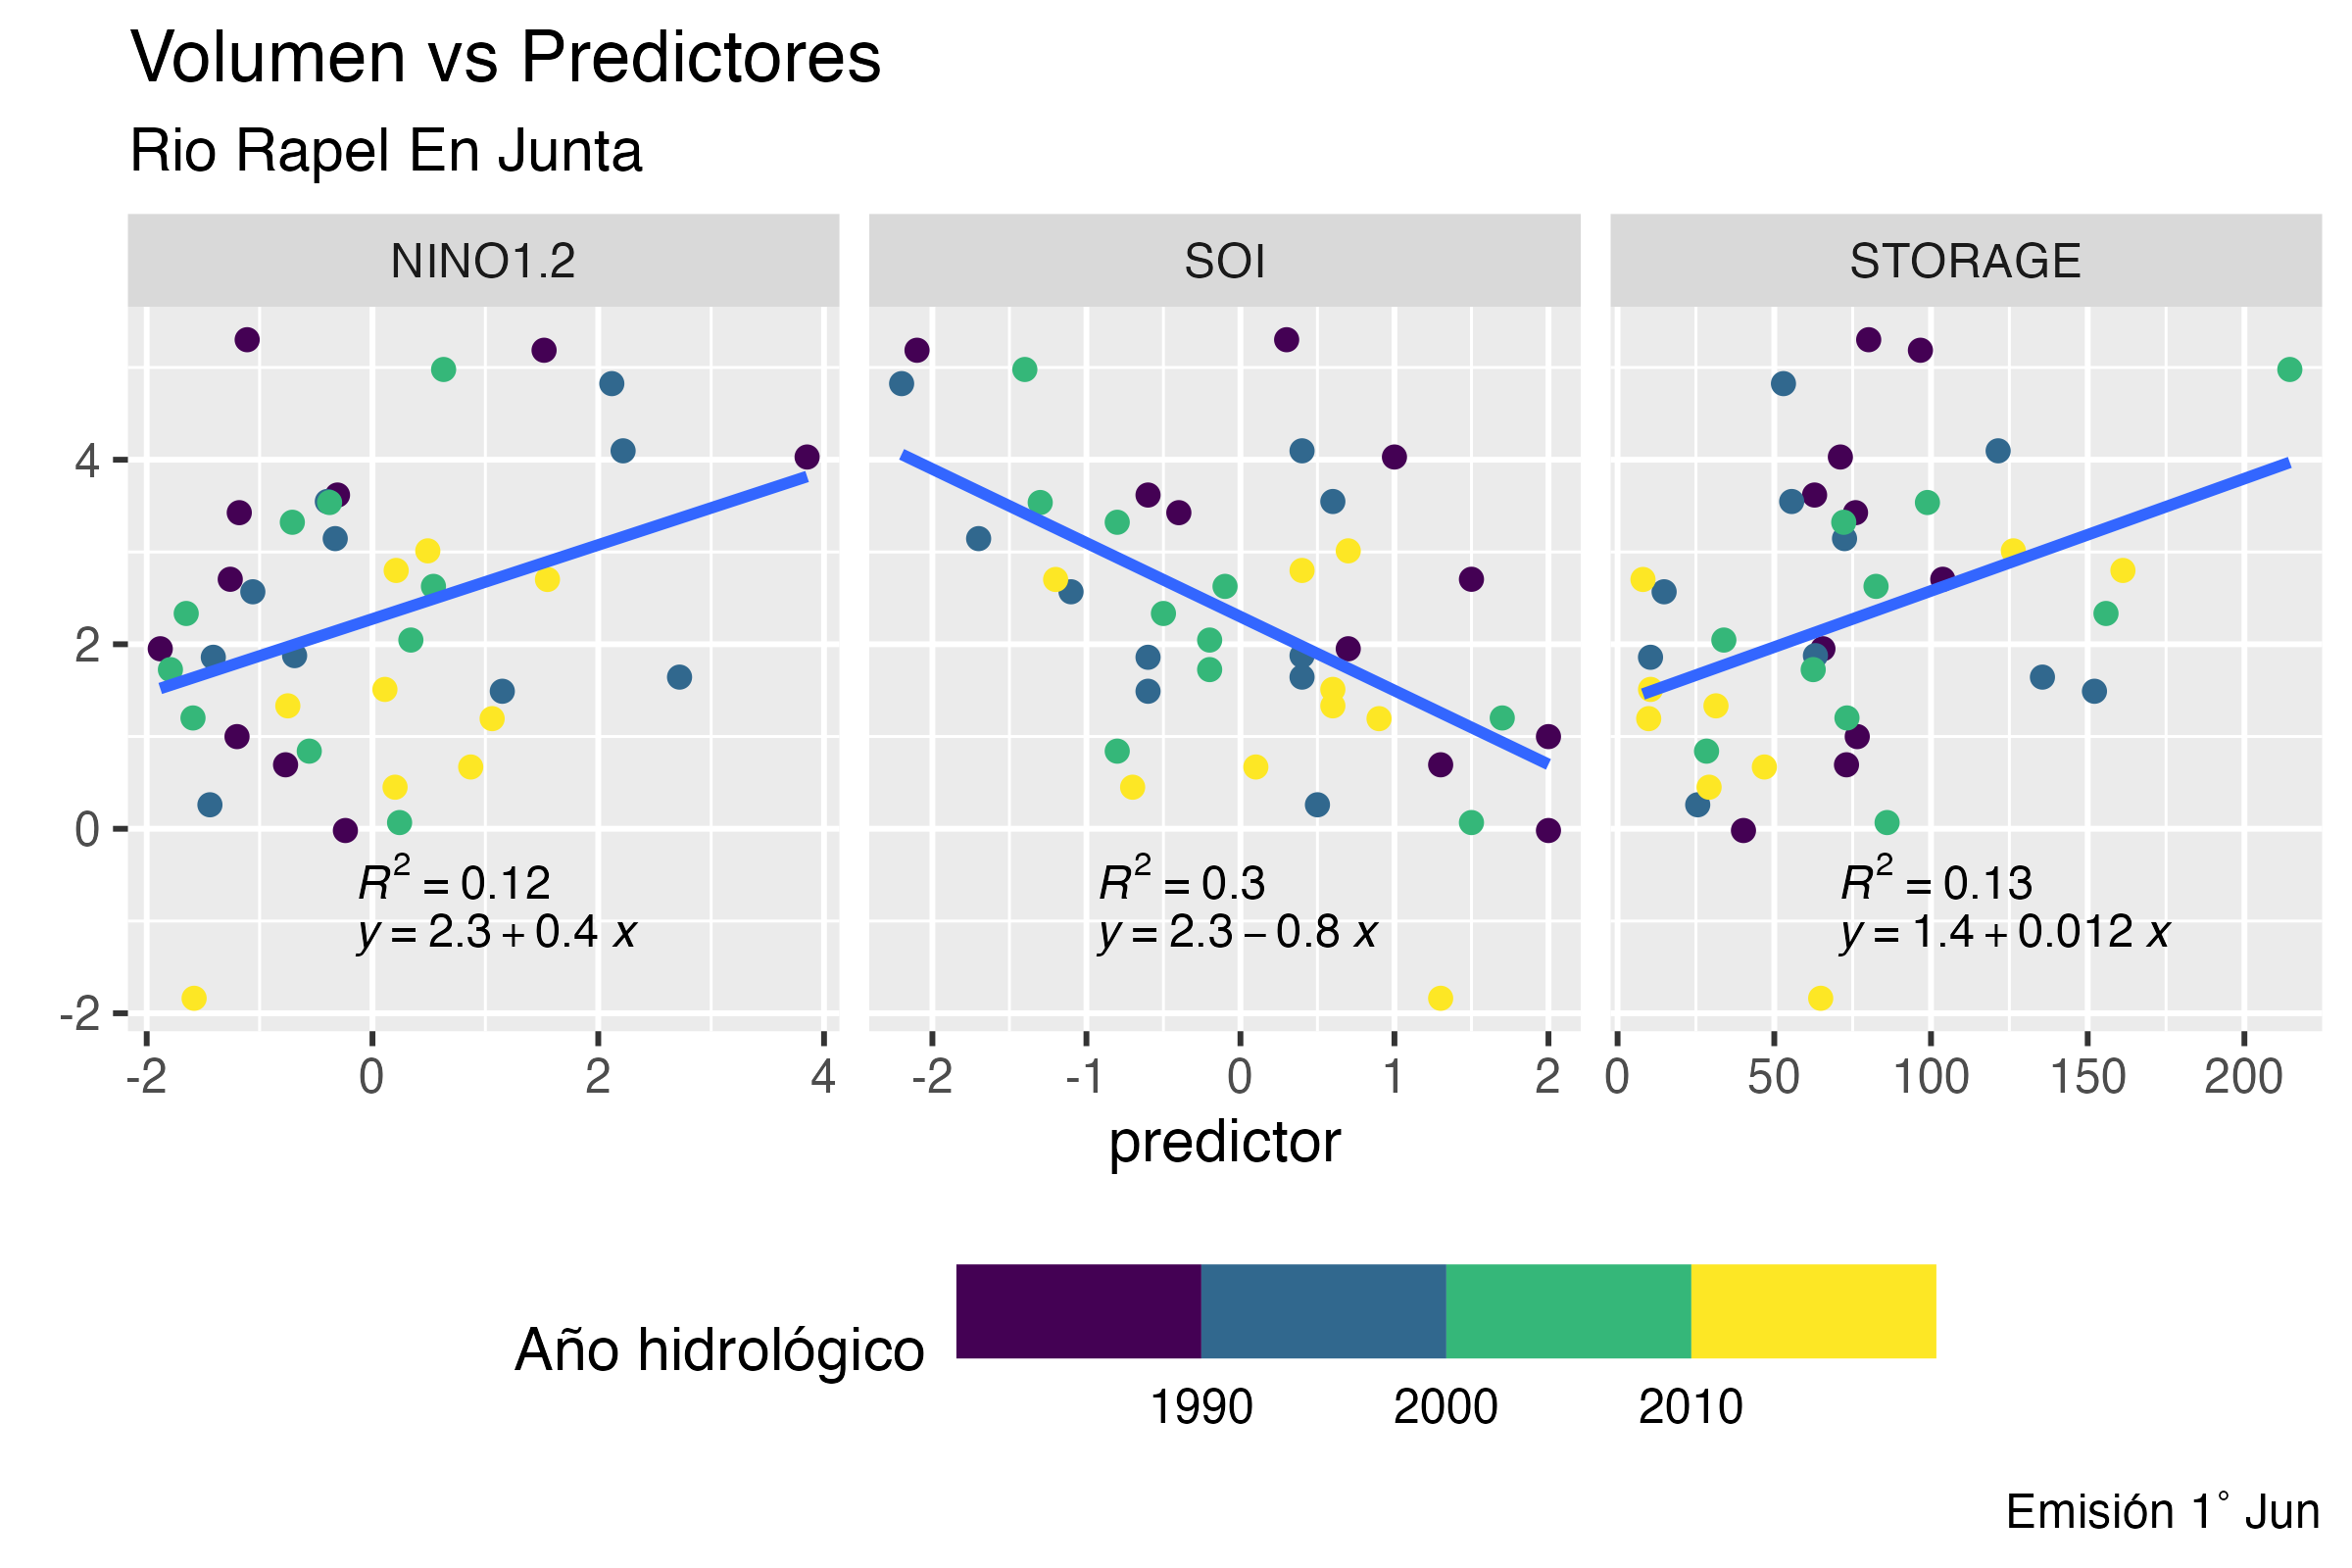 Volumen vs Predictores
Rio Rapel En Junta
NINO1.2 SOI STORAGE
4
2
0
-2
R² = 0.12
y = 2.3 + 0.4 x
R² = 0.3
y = 2.3 − 0.8 x
R² = 0.13
y = 1.4 + 0.012 x
-2 0 2 4 -2 -1 0 1 2 0 50 100 150 200
predictor
Año hidrológico
1990 2000 2010
Emisión 1° Jun